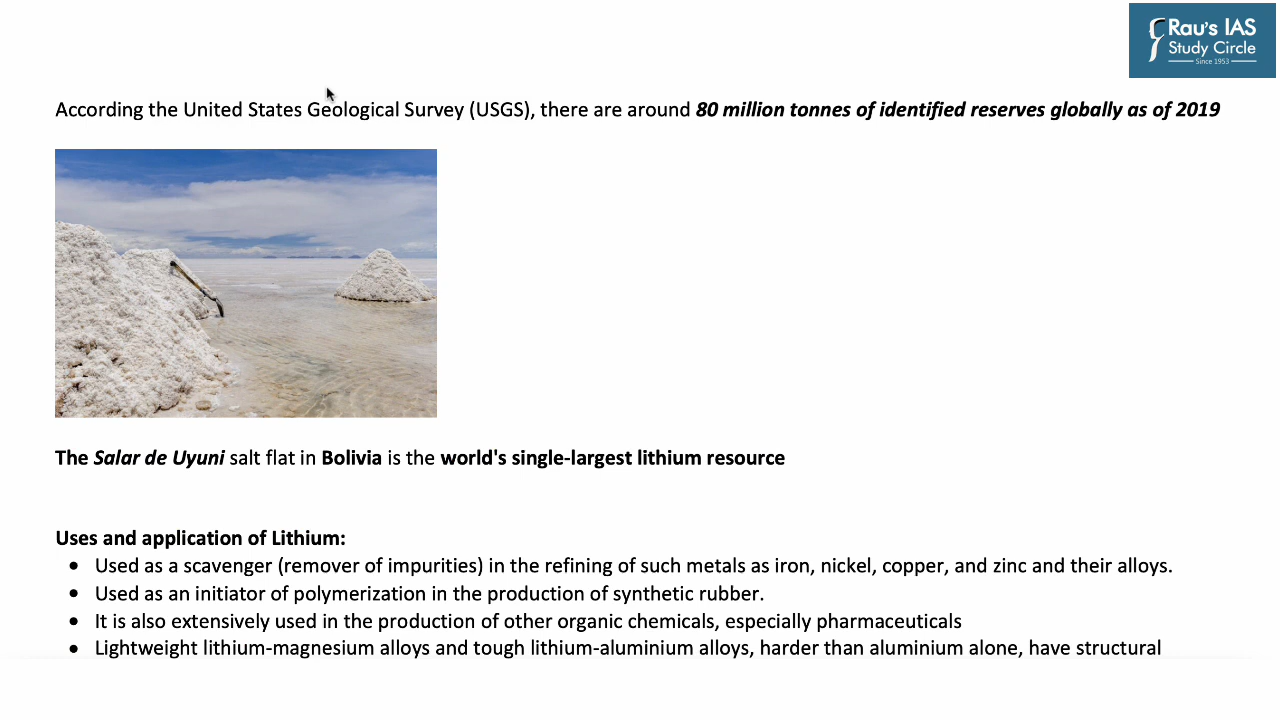 Rau's IAS
Study Circle
Since 1953
According the United States Geological Survey (USGS), there are around 80 million tonnes of identified reserves globally as of 2019
The Salar de Uyuni salt flat in Bolivia is the world's single-largest lithium resource
Uses and application of Lithium:
• Used as a scavenger (remover of impurities) in the refining of such metals as iron, nickel, copper, and zinc and their alloys.
• Used as an initiator of polymerization in the production of synthetic rubber.
• It is also extensively used in the production of other organic chemicals, especially pharmaceuticals
• Lightweight lithium-magnesium alloys and tough lithium-aluminium alloys, harder than aluminium alone, have structural